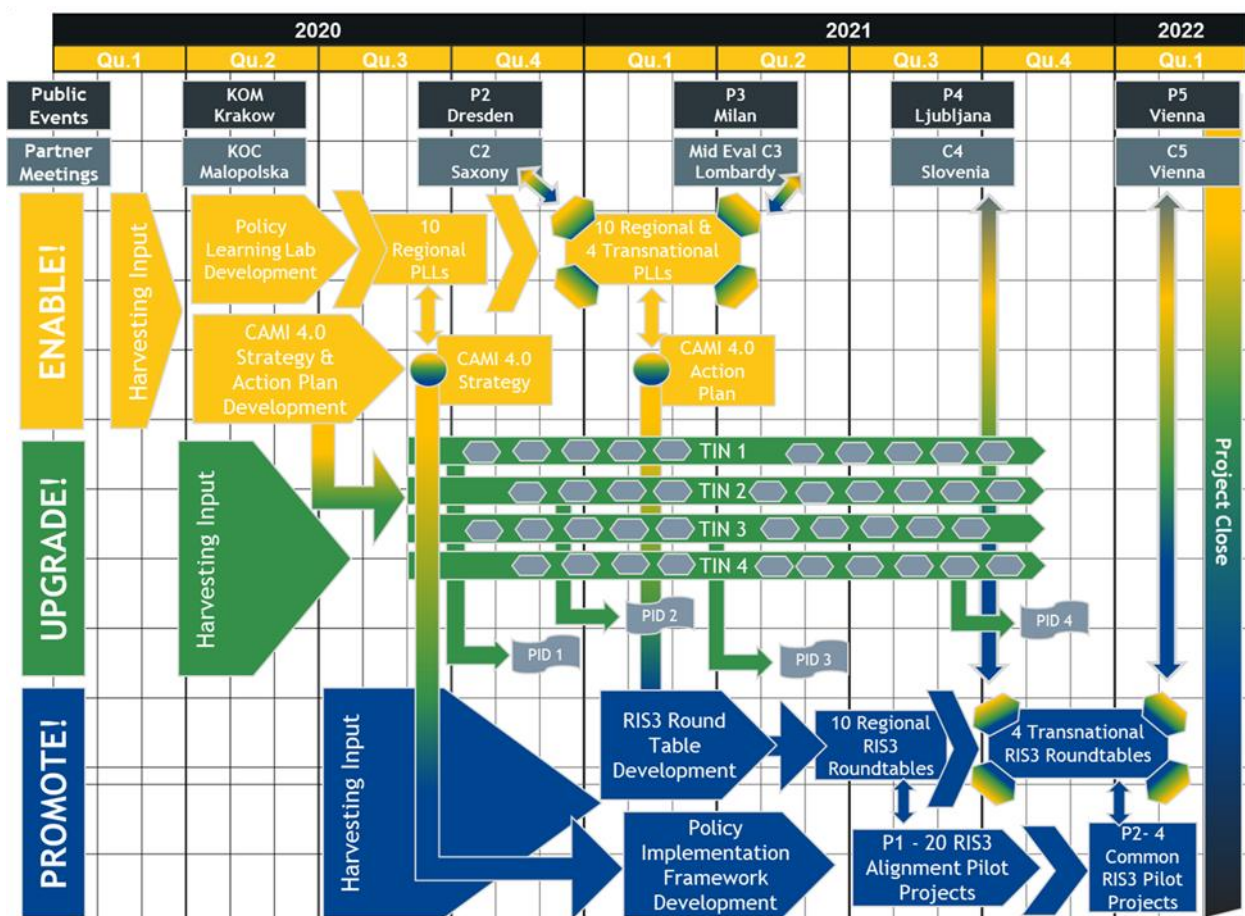 2020
2021
2022
Qu.1
Qu.2
Qu.3
Qu.4
Qu.1
Qu.2
Qu.3
Qu.4
Qu.1
Public
Events
KOM
Krakow
P2
Dresden
P3
Milan
P4
Ljubljana
P5
Vienna
Partner
Meetings
KOC
Malopolska
C2
Saxony
Mid Eval C3
Lombardy
C4
Slovenia
C5
Vienna
ENABLE!
Harvesting Input
Policy
Learning Lab
Development
10
Regional
PLLs
10 Regional &
4 Transnational
PLLs
CAMI 4.0
Strategy &
Action Plan
Development
CAMI 4.0
Strategy
CAMI 4.0
Action
Plan
UPGRADE!
Harvesting Input
TIN 1
TIN 2
TIN 3
TIN 4
PID 1
PID 2
PID 3
PID 4
Project Close
PROMOTE!
Harvesting Input
RIS3 Round
Table
Development
10 Regional
RIS3
Roundtables
4 Transnational
RIS3 Roundtables
Policy
Implementation
Framework
Development
P1 - 20 RIS3
Alignment Pilot
Projects
P2- 4
Common
RIS3 Pilot
Projects